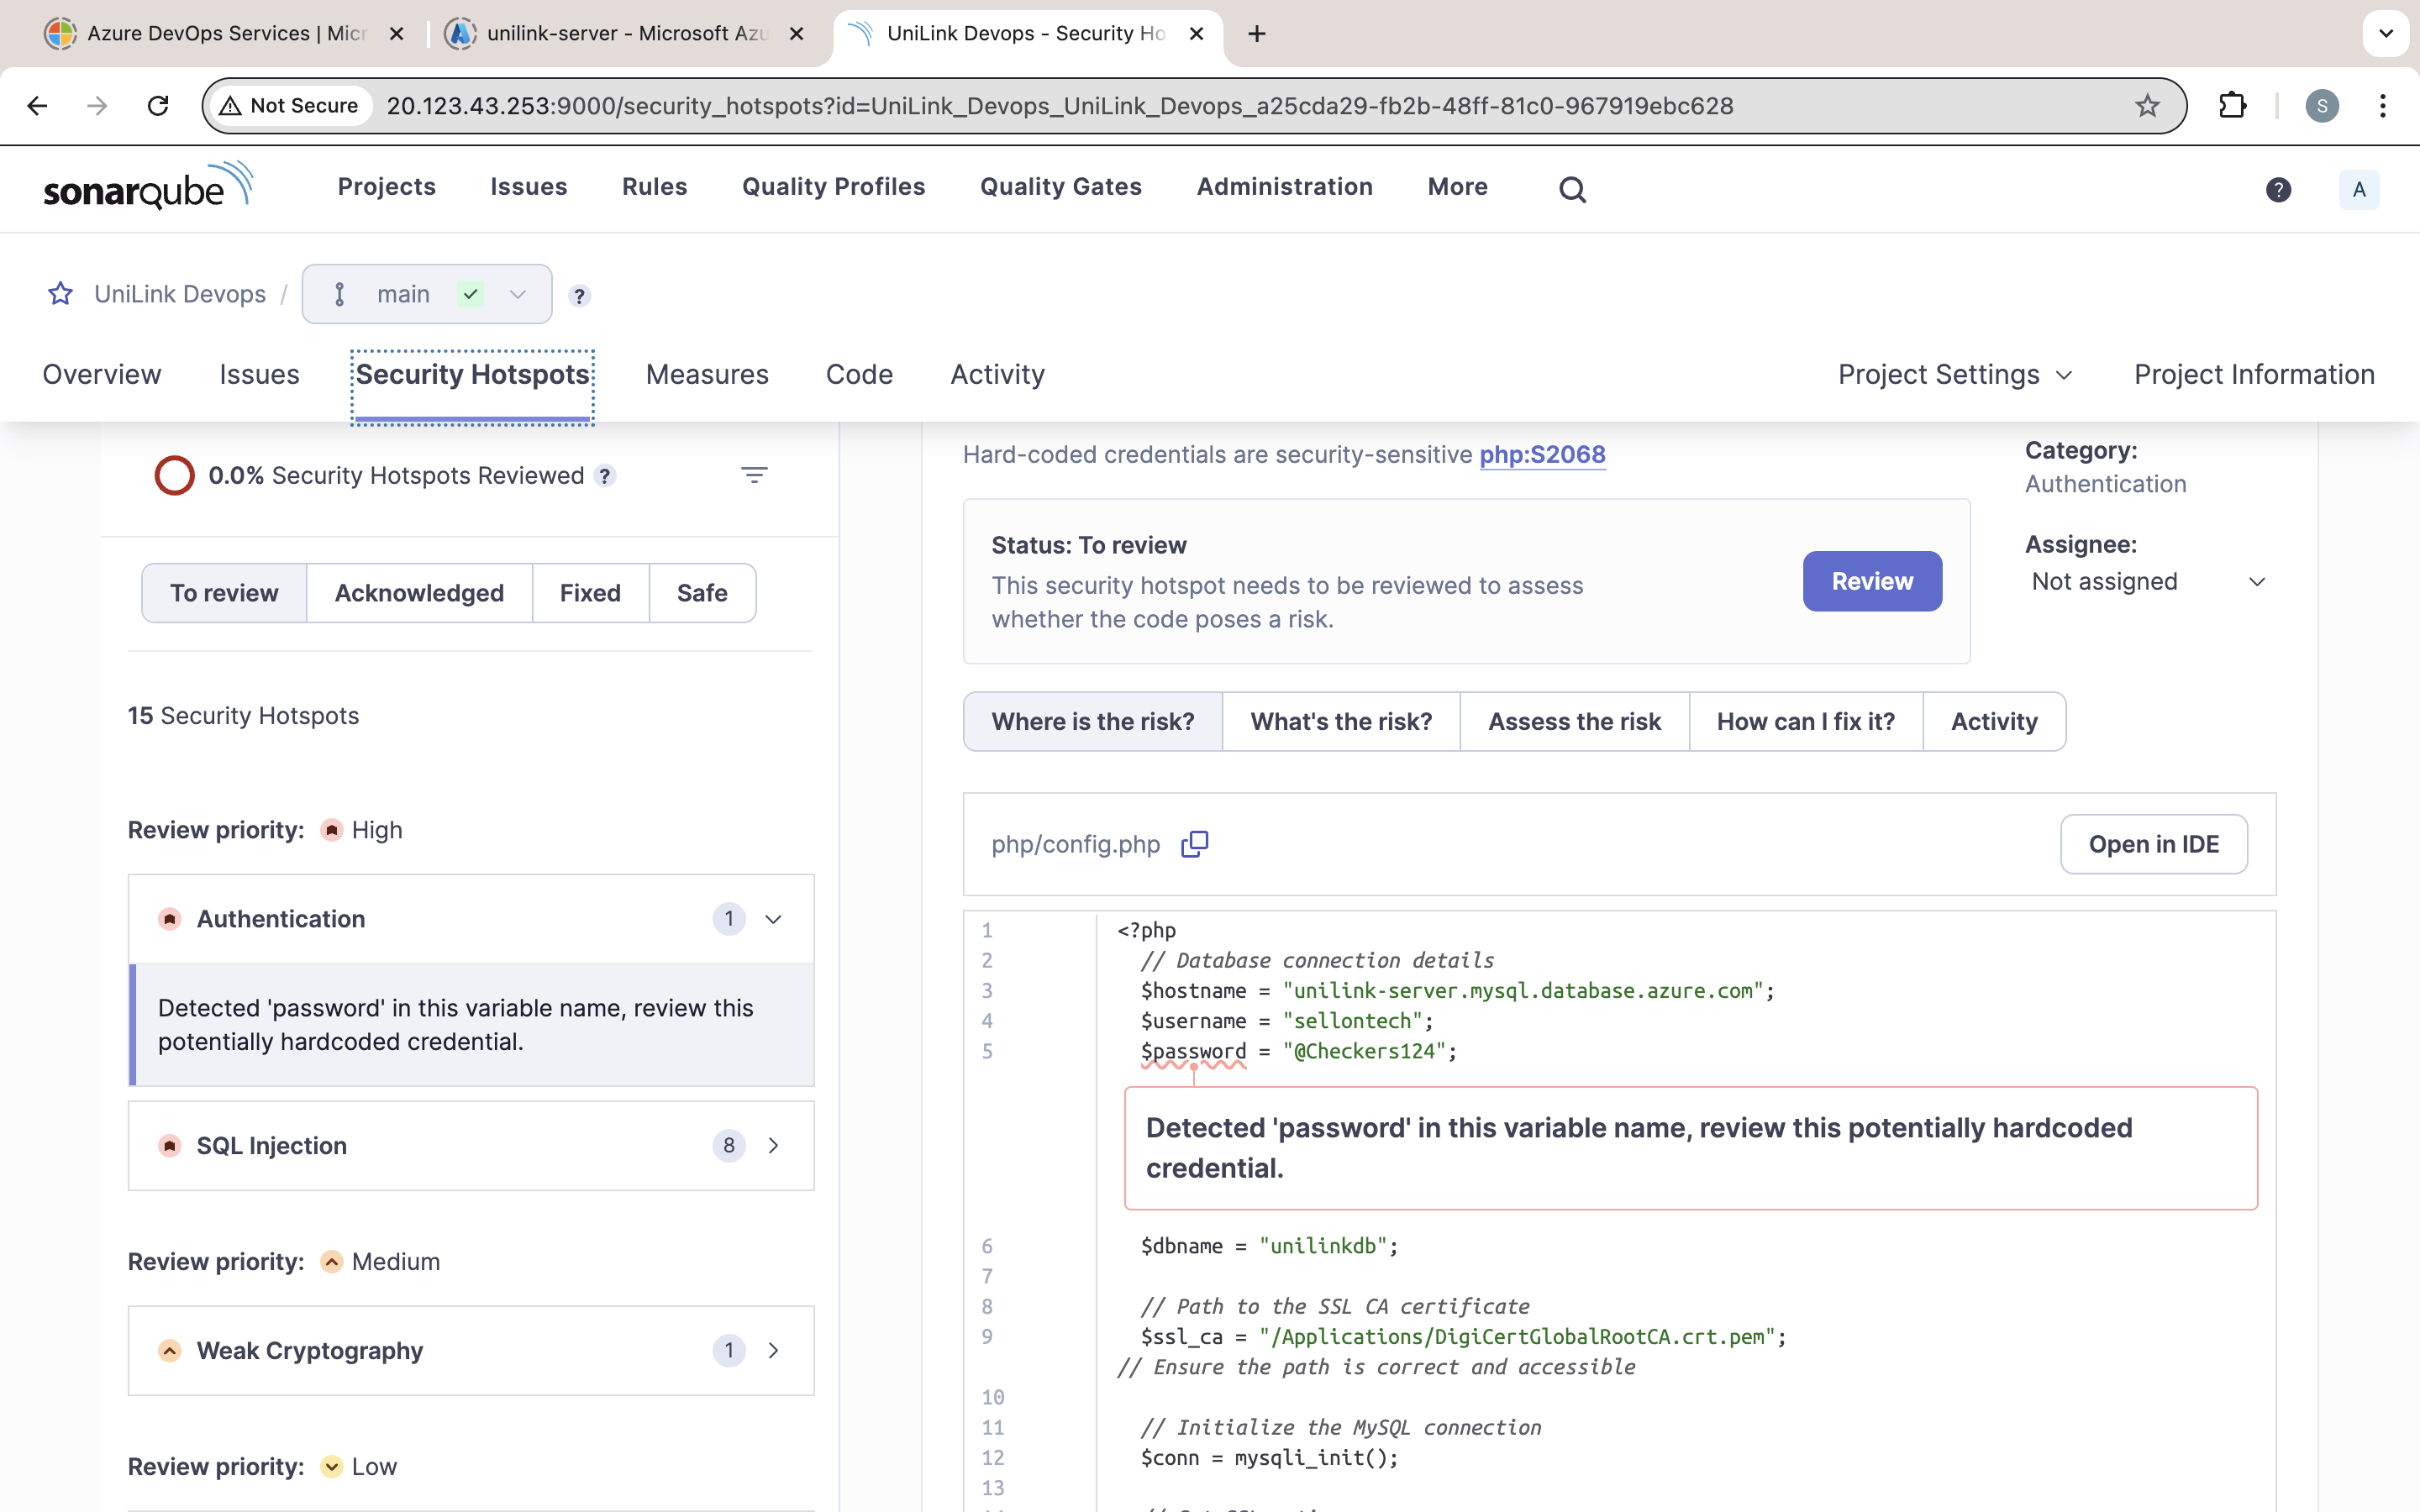 Azure DevOps Services | Micr
unilink-server - Microsoft Azu
UniLink Devops - Security Ho
Not Secure
20.123.43.253:9000/security_hotspots?id=UniLink_Devops_UniLink_Devops_a25cda29-fb2b-48ff-81c0-967919ebc628
S
sonarqube
Projects
Issues
Rules
Quality Profiles
Quality Gates
Administration
More
?
A
UniLink Devops /
main
?
Overview
Issues
Security Hotspots
Measures
Code
Activity
Project Settings
Project Information
0.0% Security Hotspots Reviewed ?
To review
Acknowledged
Fixed
Safe
15 Security Hotspots
Review priority: High
Authentication
1
Detected 'password' in this variable name, review this
potentially hardcoded credential.
SQL Injection
8
Review priority: Medium
Weak Cryptography
1
Review priority: Low
Hard-coded credentials are security-sensitive php:S2068
Status: To review
This security hotspot needs to be reviewed to assess
whether the code poses a risk.
Review
Category:
Authentication
Assignee:
Not assigned
Where is the risk?
What's the risk?
Assess the risk
How can I fix it?
Activity
php/config.php
Open in IDE
1 <?php
2 // Database connection details
3 $hostname = "unilink-server.mysql.database.azure.com";
4 $username = "sellontech";
5 $password = "@Checkers124";
Detected 'password' in this variable name, review this potentially hardcoded
credential.
6 $dbname = "unilinkdb";
7
8 // Path to the SSL CA certificate
9 $ssl_ca = "/Applications/DigiCertGlobalRootCA.crt.pem";
// Ensure the path is correct and accessible
10
11 // Initialize the MySQL connection
12 $conn = mysqli_init();
13